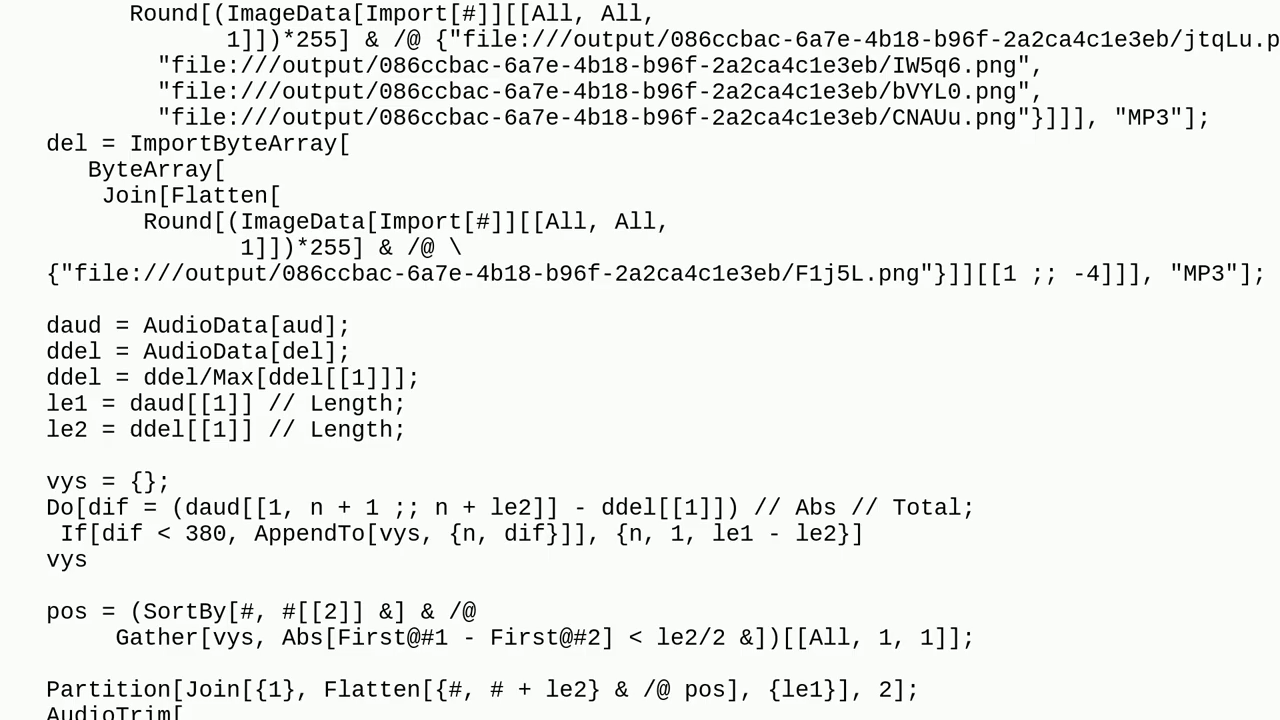 Round[(ImageData[Import[#]][[All, All,
1]])*255] & /@ {"file:///output/086ccbac-6a7e-4b18-b96f-2a2ca4c1e3eb/jtqLu.p
"file:///output/086ccbac-6a7e-4b18-b96f-2a2ca4c1e3eb/IW5q6.png",
"file:///output/086ccbac-6a7e-4b18-b96f-2a2ca4c1e3eb/bVYL0.png",
"file:///output/086ccbac-6a7e-4b18-b96f-2a2ca4c1e3eb/CNAUu.png"}]]], "MP3"];
del = ImportByteArray[
ByteArray[
Join[Flatten[
Round[(ImageData[Import[#]][[All, All,
1]])*255] & /@ \
{"file:///output/086ccbac-6a7e-4b18-b96f-2a2ca4c1e3eb/F1j5L.png"}]][[1 ;; -4]]], "MP3"];
daud = AudioData[aud];
ddel = AudioData[del];
ddel = ddel/Max[ddel[[1]]];
le1 = daud[[1]] // Length;
le2 = ddel[[1]] // Length;
vys = {};
Do[dif = (daud[[1, n + 1 ;; n + le2]] - ddel[[1]]) // Abs // Total;
If[dif < 380, AppendTo[vys, {n, dif}]], {n, 1, le1 - le2}]
vys
pos = (SortBy[#, #[[2]] &] & /@
Gather[vys, Abs[First@#1 - First@#2] < le2/2 &])[[All, 1, 1]];
Partition[Join[{1}, Flatten[{#, # + le2} & /@ pos], {le1}], 2];
AudioTrim[